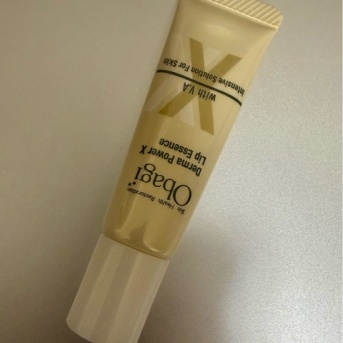 Skin Health Restoration
Obagi
Derma Power X
Lip Essence
With V.A
Intensive Solution For Skin
X